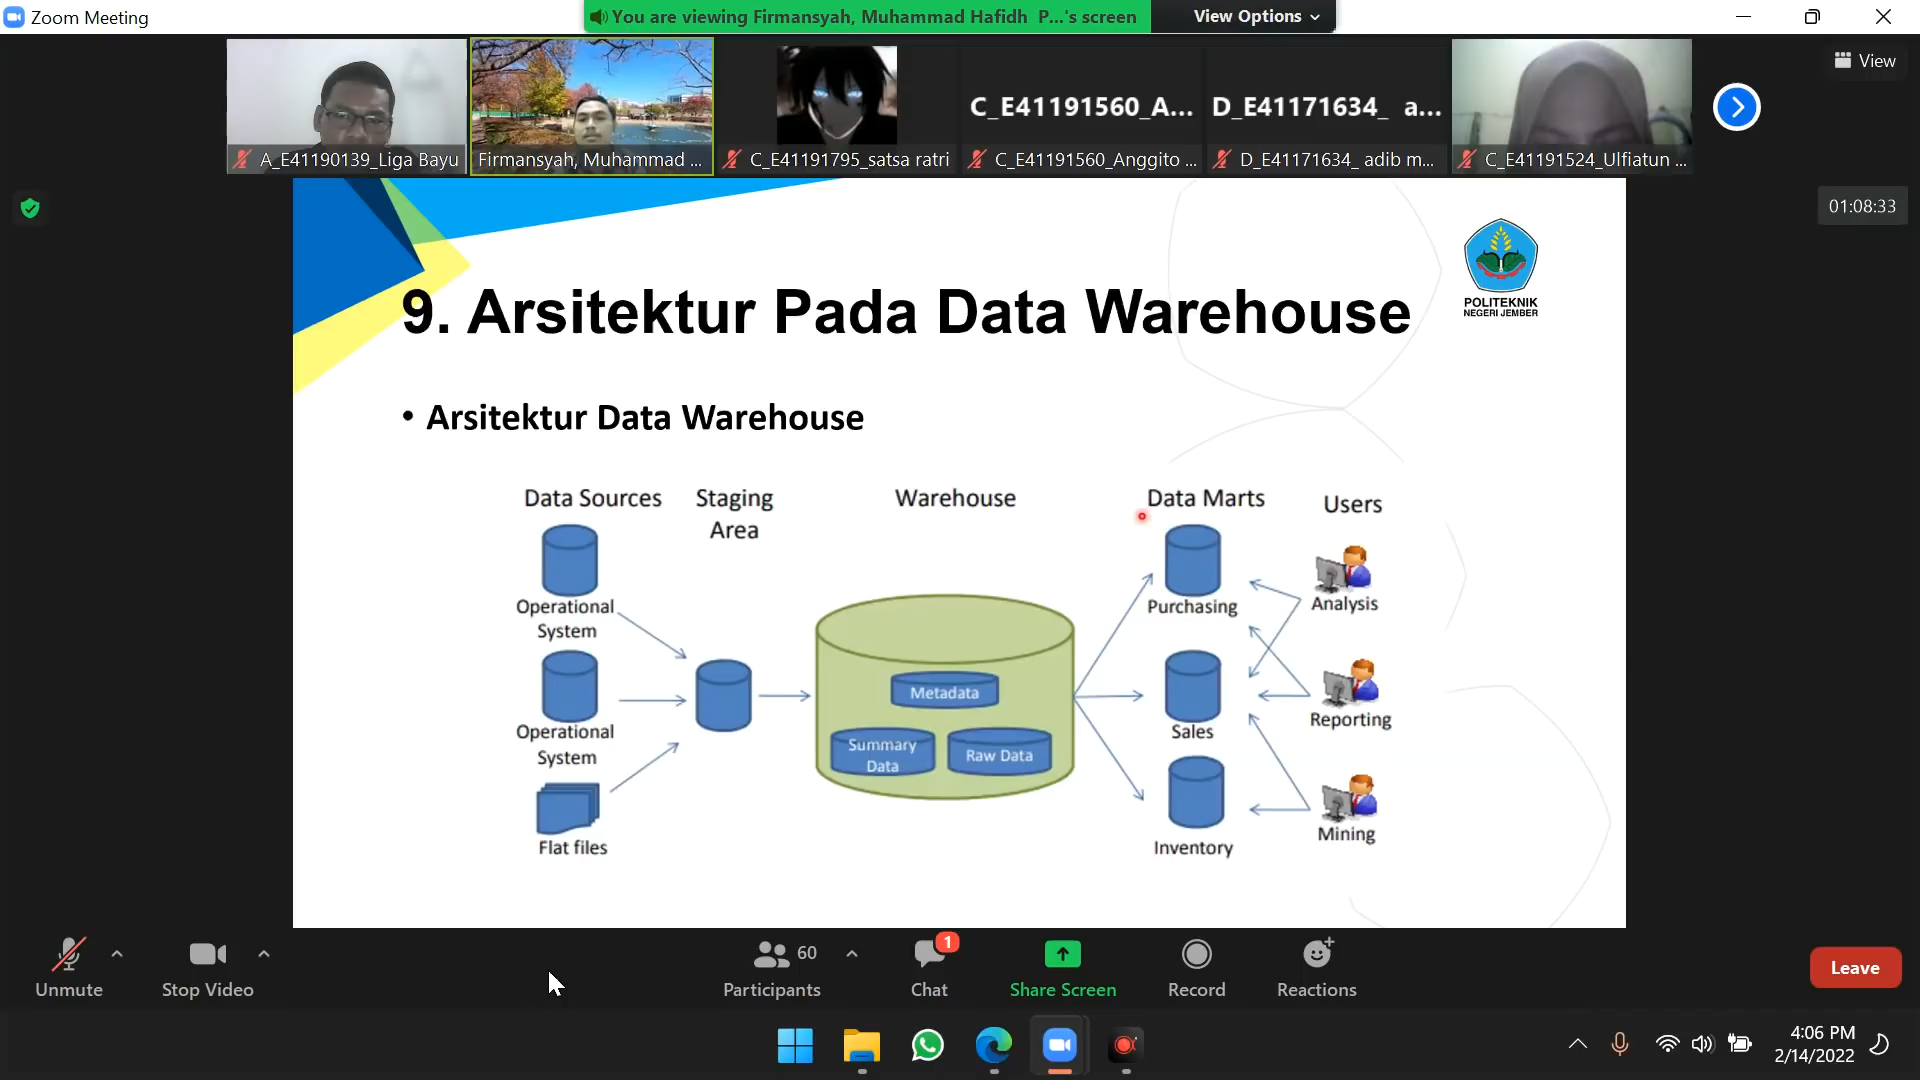 Zoom Meeting
You are viewing Firmansyah, Muhammad Hafidh P...'s screen
View Options
View
A_E41190139_Liga Bayu
Firmansyah, Muhammad ...
C_E41191795_satsa ratri
C_E41191560_A...
C_E41191560_Anggito ...
D_E41171634_ a...
D_E41171634_ adib m...
C_E41191524_Ulfiatun ...
01:08:33
POLITEKNIK
NEGERI JEMBER
9. Arsitektur Pada Data Warehouse
• Arsitektur Data Warehouse
Data Sources
Staging
Area
Warehouse
Data Marts
Users
Operational
System
Operational
System
Flat files
Metadata
Summary
Data
Raw Data
Purchasing
Sales
Inventory
Analysis
Reporting
Mining
Unmute
Stop Video
60
Participants
1
Chat
Share Screen
Record
Reactions
Leave
4:06 PM
2/14/2022